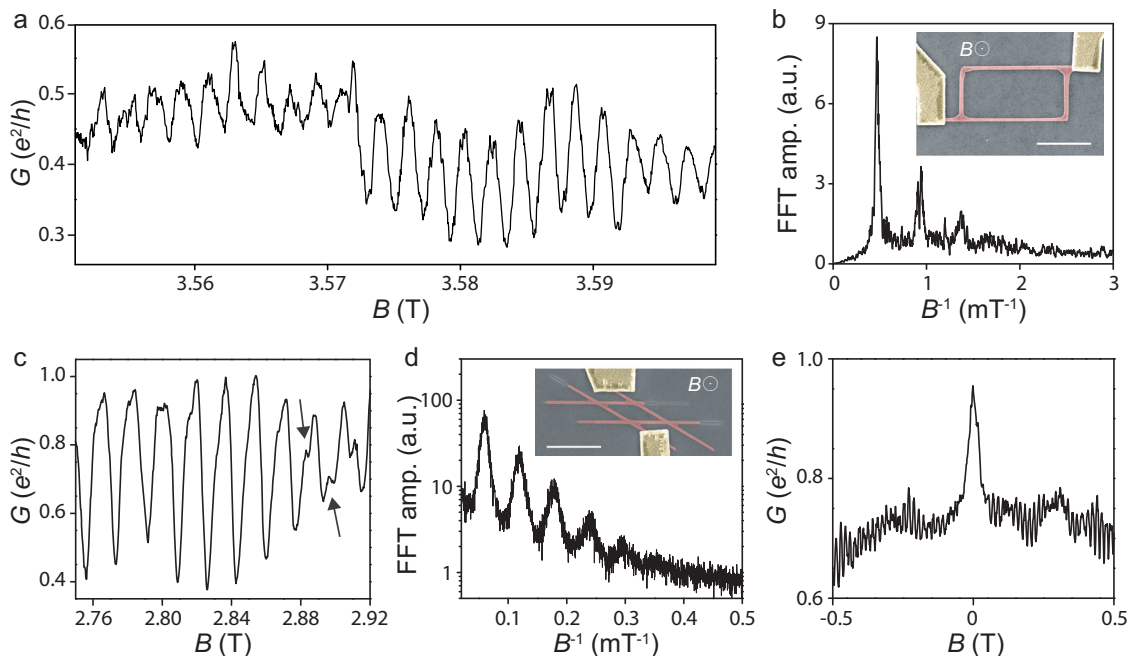 a
G (e²/h)
0.6
0.5
0.4
0.3
3.56
3.57
3.58
3.59
B (T)
b
FFT amp. (a.u.)
9
6
3
0
B⊙
0
1
2
3
B⁻¹ (mT⁻¹)
c
G (e²/h)
1.0
0.8
0.6
0.4
2.76
2.80
2.84
2.88
2.92
B (T)
d
FFT amp. (a.u.)
100
10
1
B⊙
0.1
0.2
0.3
0.4
0.5
B⁻¹ (mT⁻¹)
e
G (e²/h)
1.0
0.9
0.8
0.7
0.6
-0.5
0
0.5
B (T)